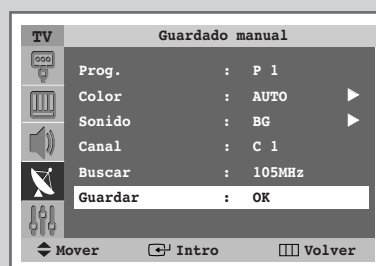 TV Guardado manual
Prog. : P 1
Color : AUTO
Sonido : BG
Canal : C 1
Buscar : 105MHz
Guardar : OK
Mover Intro Volver